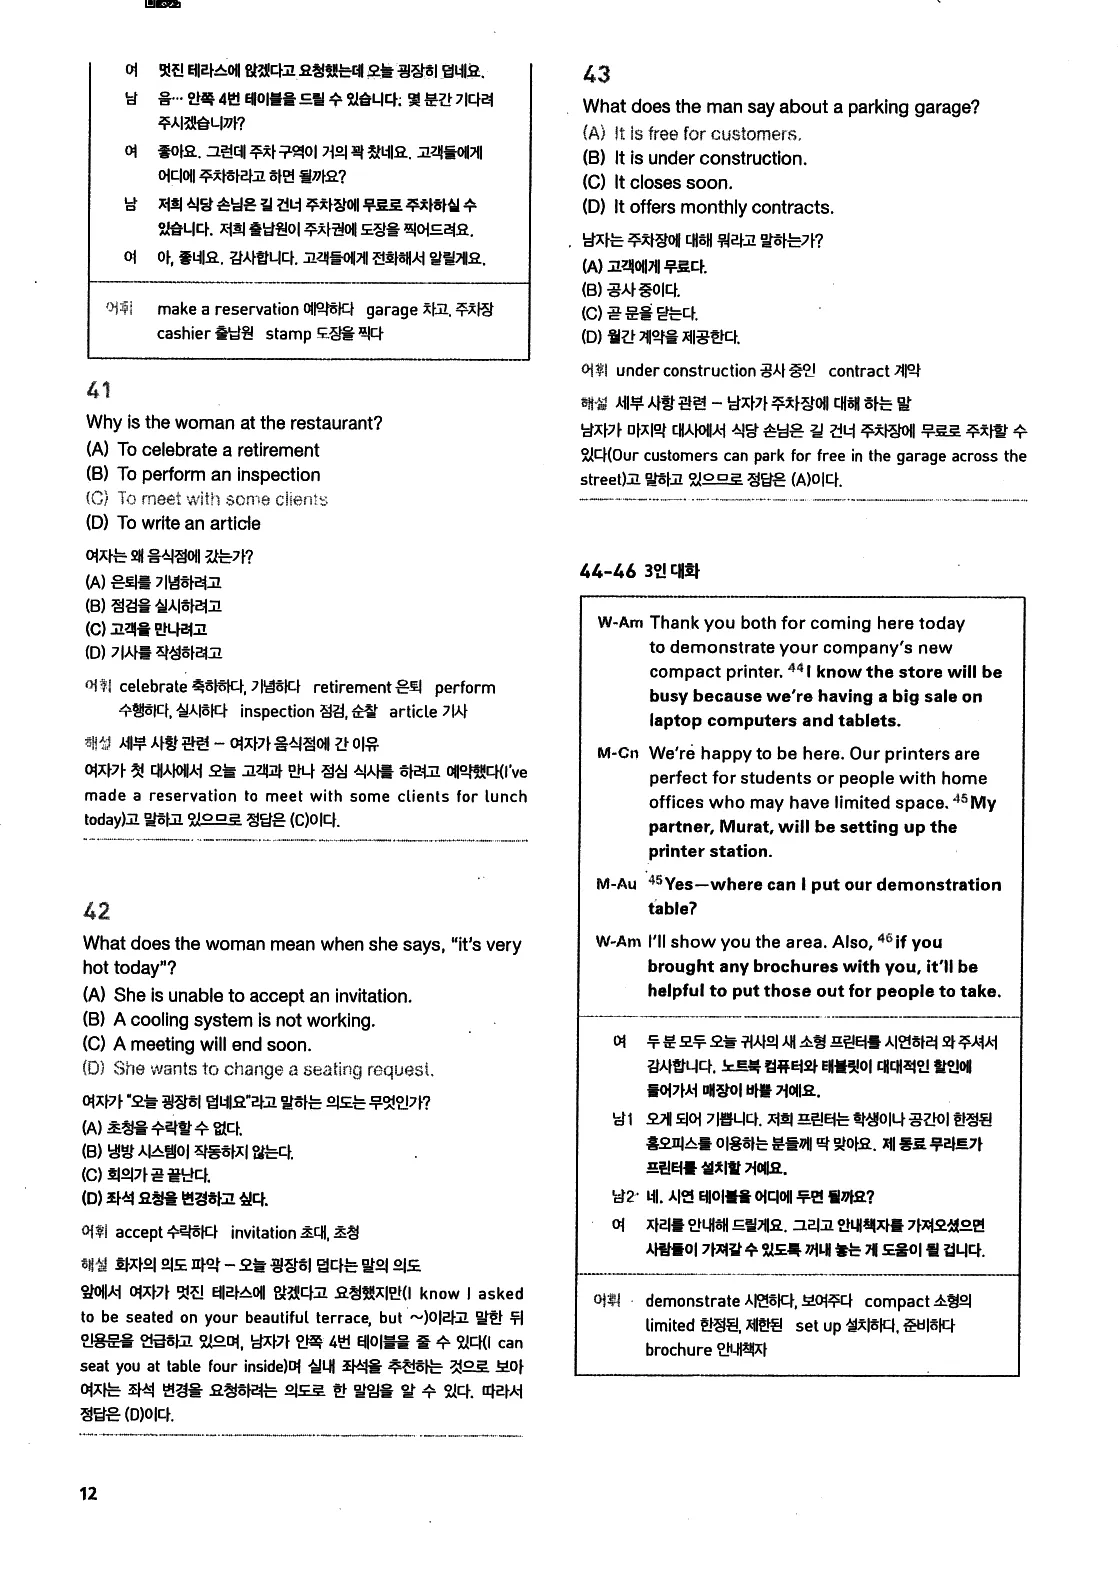 여 멋진 테라스에 앉겠다고 요청했는데 오늘 굉장히 덥네요.
남 음… 안쪽 4번 테이블을 드릴 수 있습니다. 몇 분간 기다려
주시겠습니까?
여 좋아요. 그런데 주차 구역이 거의 꽉 찼네요. 고객들에게
어디에 주차하라고 하면 될까요?
남 저희 식당 손님은 길 건너 주차장에 무료로 주차하실 수
있습니다. 저희 출납원이 주차권에 도장을 찍어드려요.
여 아, 좋네요. 감사합니다. 고객들에게 전화해서 알릴게요.
어휘 make a reservation 예약하다 garage 차고, 주차장
cashier 출납원 stamp 도장을 찍다
41
Why is the woman at the restaurant?
(A) To celebrate a retirement
(B) To perform an inspection
(C) To meet with some clients
(D) To write an article
여자는 왜 음식점에 갔는가?
(A) 은퇴를 기념하려고
(B) 점검을 실시하려고
(C) 고객을 만나려고
(D) 기사를 작성하려고
어휘 celebrate 축하하다, 기념하다 retirement 은퇴 perform
수행하다, 실시하다 inspection 점검, 순찰 article 기사
해설 세부 사항 관련 – 여자가 음식점에 간 이유
여자가 첫 대사에서 오늘 고객과 만나 점심 식사를 하려고 예약했다(I've
made a reservation to meet with some clients for lunch
today)고 말하고 있으므로 정답은 (C)이다.
42
What does the woman mean when she says, "it's very
hot today"?
(A) She is unable to accept an invitation.
(B) A cooling system is not working.
(C) A meeting will end soon.
(D) She wants to change a seating request.
여자가 "오늘 굉장히 덥네요"라고 말하는 의도는 무엇인가?
(A) 초청을 수락할 수 없다.
(B) 냉방 시스템이 작동하지 않는다.
(C) 회의가 곧 끝난다.
(D) 좌석 요청을 변경하고 싶다.
어휘 accept 수락하다 invitation 초대, 초청
해설 화자의 의도 파악 – 오늘 굉장히 덥다는 말의 의도
앞에서 여자가 멋진 테라스에 앉겠다고 요청했지만(I know I asked
to be seated on your beautiful terrace, but ~)이라고 말한 뒤
인용문을 언급하고 있으며, 남자가 안쪽 4번 테이블을 줄 수 있다(I can
seat you at table four inside)며 실내 좌석을 추천하는 것으로 보아
여자는 좌석 변경을 요청하려는 의도로 한 말임을 알 수 있다. 따라서
정답은 (D)이다.
12
43
What does the man say about a parking garage?
(A) It is free for customers.
(B) It is under construction.
(C) It closes soon.
(D) It offers monthly contracts.
남자는 주차장에 대해 뭐라고 말하는가?
(A) 고객에게 무료다.
(B) 공사 중이다.
(C) 곧 문을 닫는다.
(D) 월간 계약을 제공한다.
어휘 under construction 공사 중인 contract 계약
해설 세부 사항 관련 – 남자가 주차장에 대해 하는 말
남자가 마지막 대사에서 식당 손님은 길 건너 주차장에 무료로 주차할 수
있다(Our customers can park for free in the garage across the
street)고 말하고 있으므로 정답은 (A)이다.
44-46 3인 대화
W-Am Thank you both for coming here today
to demonstrate your company's new
compact printer. 44I know the store will be
busy because we're having a big sale on
laptop computers and tablets.
M-Cn We're happy to be here. Our printers are
perfect for students or people with home
offices who may have limited space. 45My
partner, Murat, will be setting up the
printer station.
M-Au 45Yes—where can I put our demonstration
table?
W-Am I'll show you the area. Also, 46if you
brought any brochures with you, it'll be
helpful to put those out for people to take.
여 두 분 모두 오늘 귀사의 새 소형 프린터를 시연하러 와 주셔서
감사합니다. 노트북 컴퓨터와 태블릿이 대대적인 할인에
들어가서 매장이 바쁠 거예요.
남1 오게 되어 기쁩니다. 저희 프린터는 학생이나 공간이 한정된
홈오피스를 이용하는 분들께 딱 맞아요. 제 동료 무라트가
프린터를 설치할 거예요.
남2 네. 시연 테이블을 어디에 두면 될까요?
여 자리를 안내해 드릴게요. 그리고 안내책자를 가져오셨으면
사람들이 가져갈 수 있도록 꺼내 놓는 게 도움이 될 겁니다.
어휘 demonstrate 시연하다, 보여주다 compact 소형의
limited 한정된, 제한된 set up 설치하다, 준비하다
brochure 안내책자